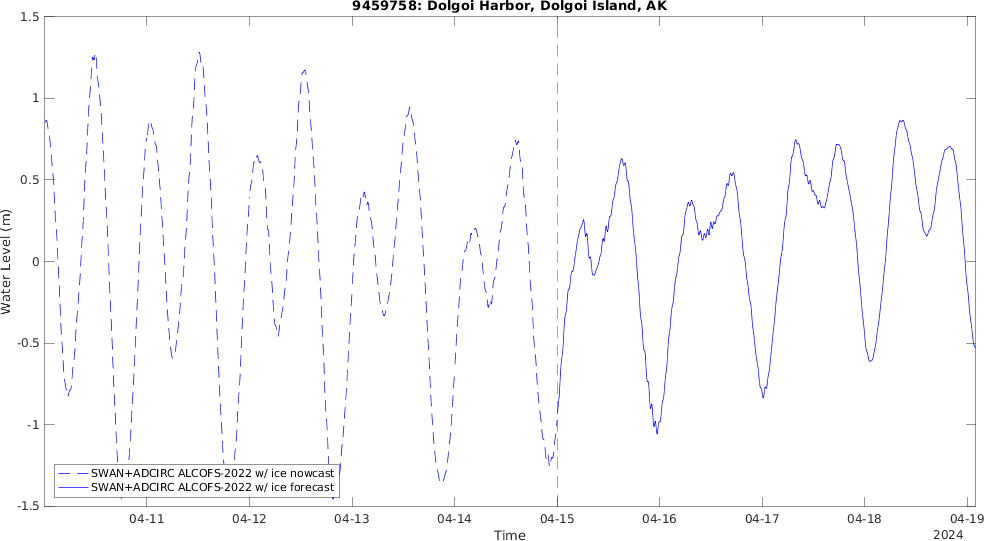 9459758: Dolgoi Harbor, Dolgoi Island, AK
1.5
1
0.5
0
-0.5
-1
-1.5
Water Level (m)
SWAN+ADCIRC ALCOFS-2022 w/ ice nowcast
SWAN+ADCIRC ALCOFS-2022 w/ ice forecast
04-11 04-12 04-13 04-14 04-15 04-16 04-17 04-18 04-19
Time
2024